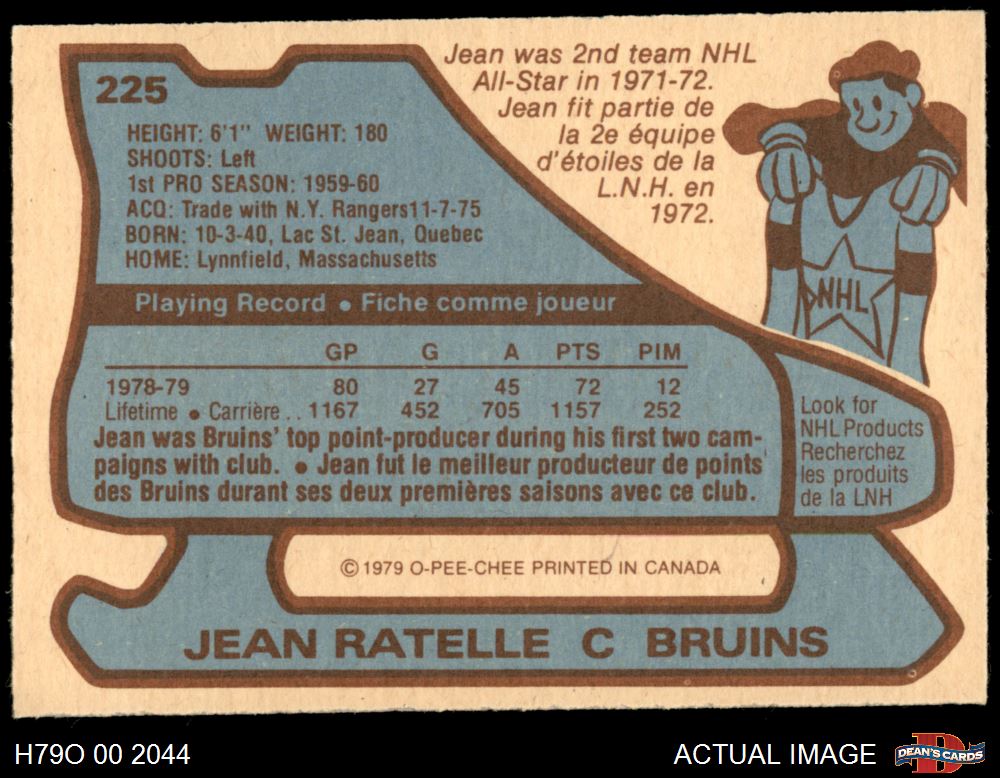 225
HEIGHT: 6'1" WEIGHT: 180
SHOOTS: Left
1st PRO SEASON: 1959-60
ACQ: Trade with N.Y. Rangers11-7-75
BORN: 10-3-40, Lac St. Jean, Quebec
HOME: Lynnfield, Massachusetts
Jean was 2nd team NHL
All-Star in 1971-72.
Jean fit partie de
la 2e équipe
d'étoiles de la
L.N.H. en
1972.
NHL
Playing Record • Fiche comme joueur
GP G A PTS PIM
1978-79 80 27 45 72 12
Lifetime • Carrière .. 1167 452 705 1157 252
Jean was Bruins' top point-producer during his first two cam-
paigns with club. • Jean fut le meilleur producteur de points
des Bruins durant ses deux premières saisons avec ce club.
Look for
NHL Products
Recherchez
les produits
de la LNH
© 1979 O-PEE-CHEE PRINTED IN CANADA
JEAN RATELLE C BRUINS
H79O 00 2044
ACTUAL IMAGE
D
DEAN'S CARDS